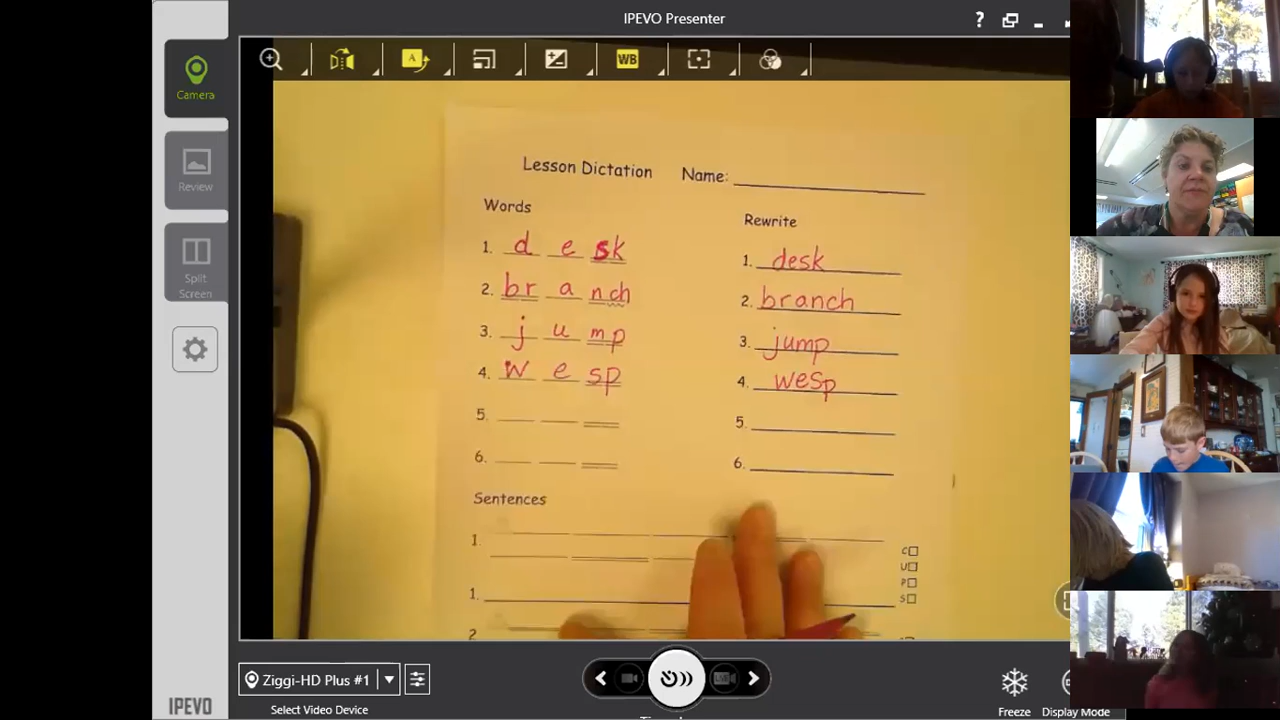 IPEVO Presenter
?
A
WB
Camera
Review
Split
Screen
Lesson Dictation Name:
Words
Rewrite
1. d e sk
1. desk
2. br a nch
2. branch
3. j u mp
3. jump
4. w e sp
4. wesp
5.
5.
6.
6.
Sentences
1.
C
U
P
S
1.
2
Ziggi-HD Plus #1
LIVE
IPEVO
Select Video Device
Freeze
Display Mode